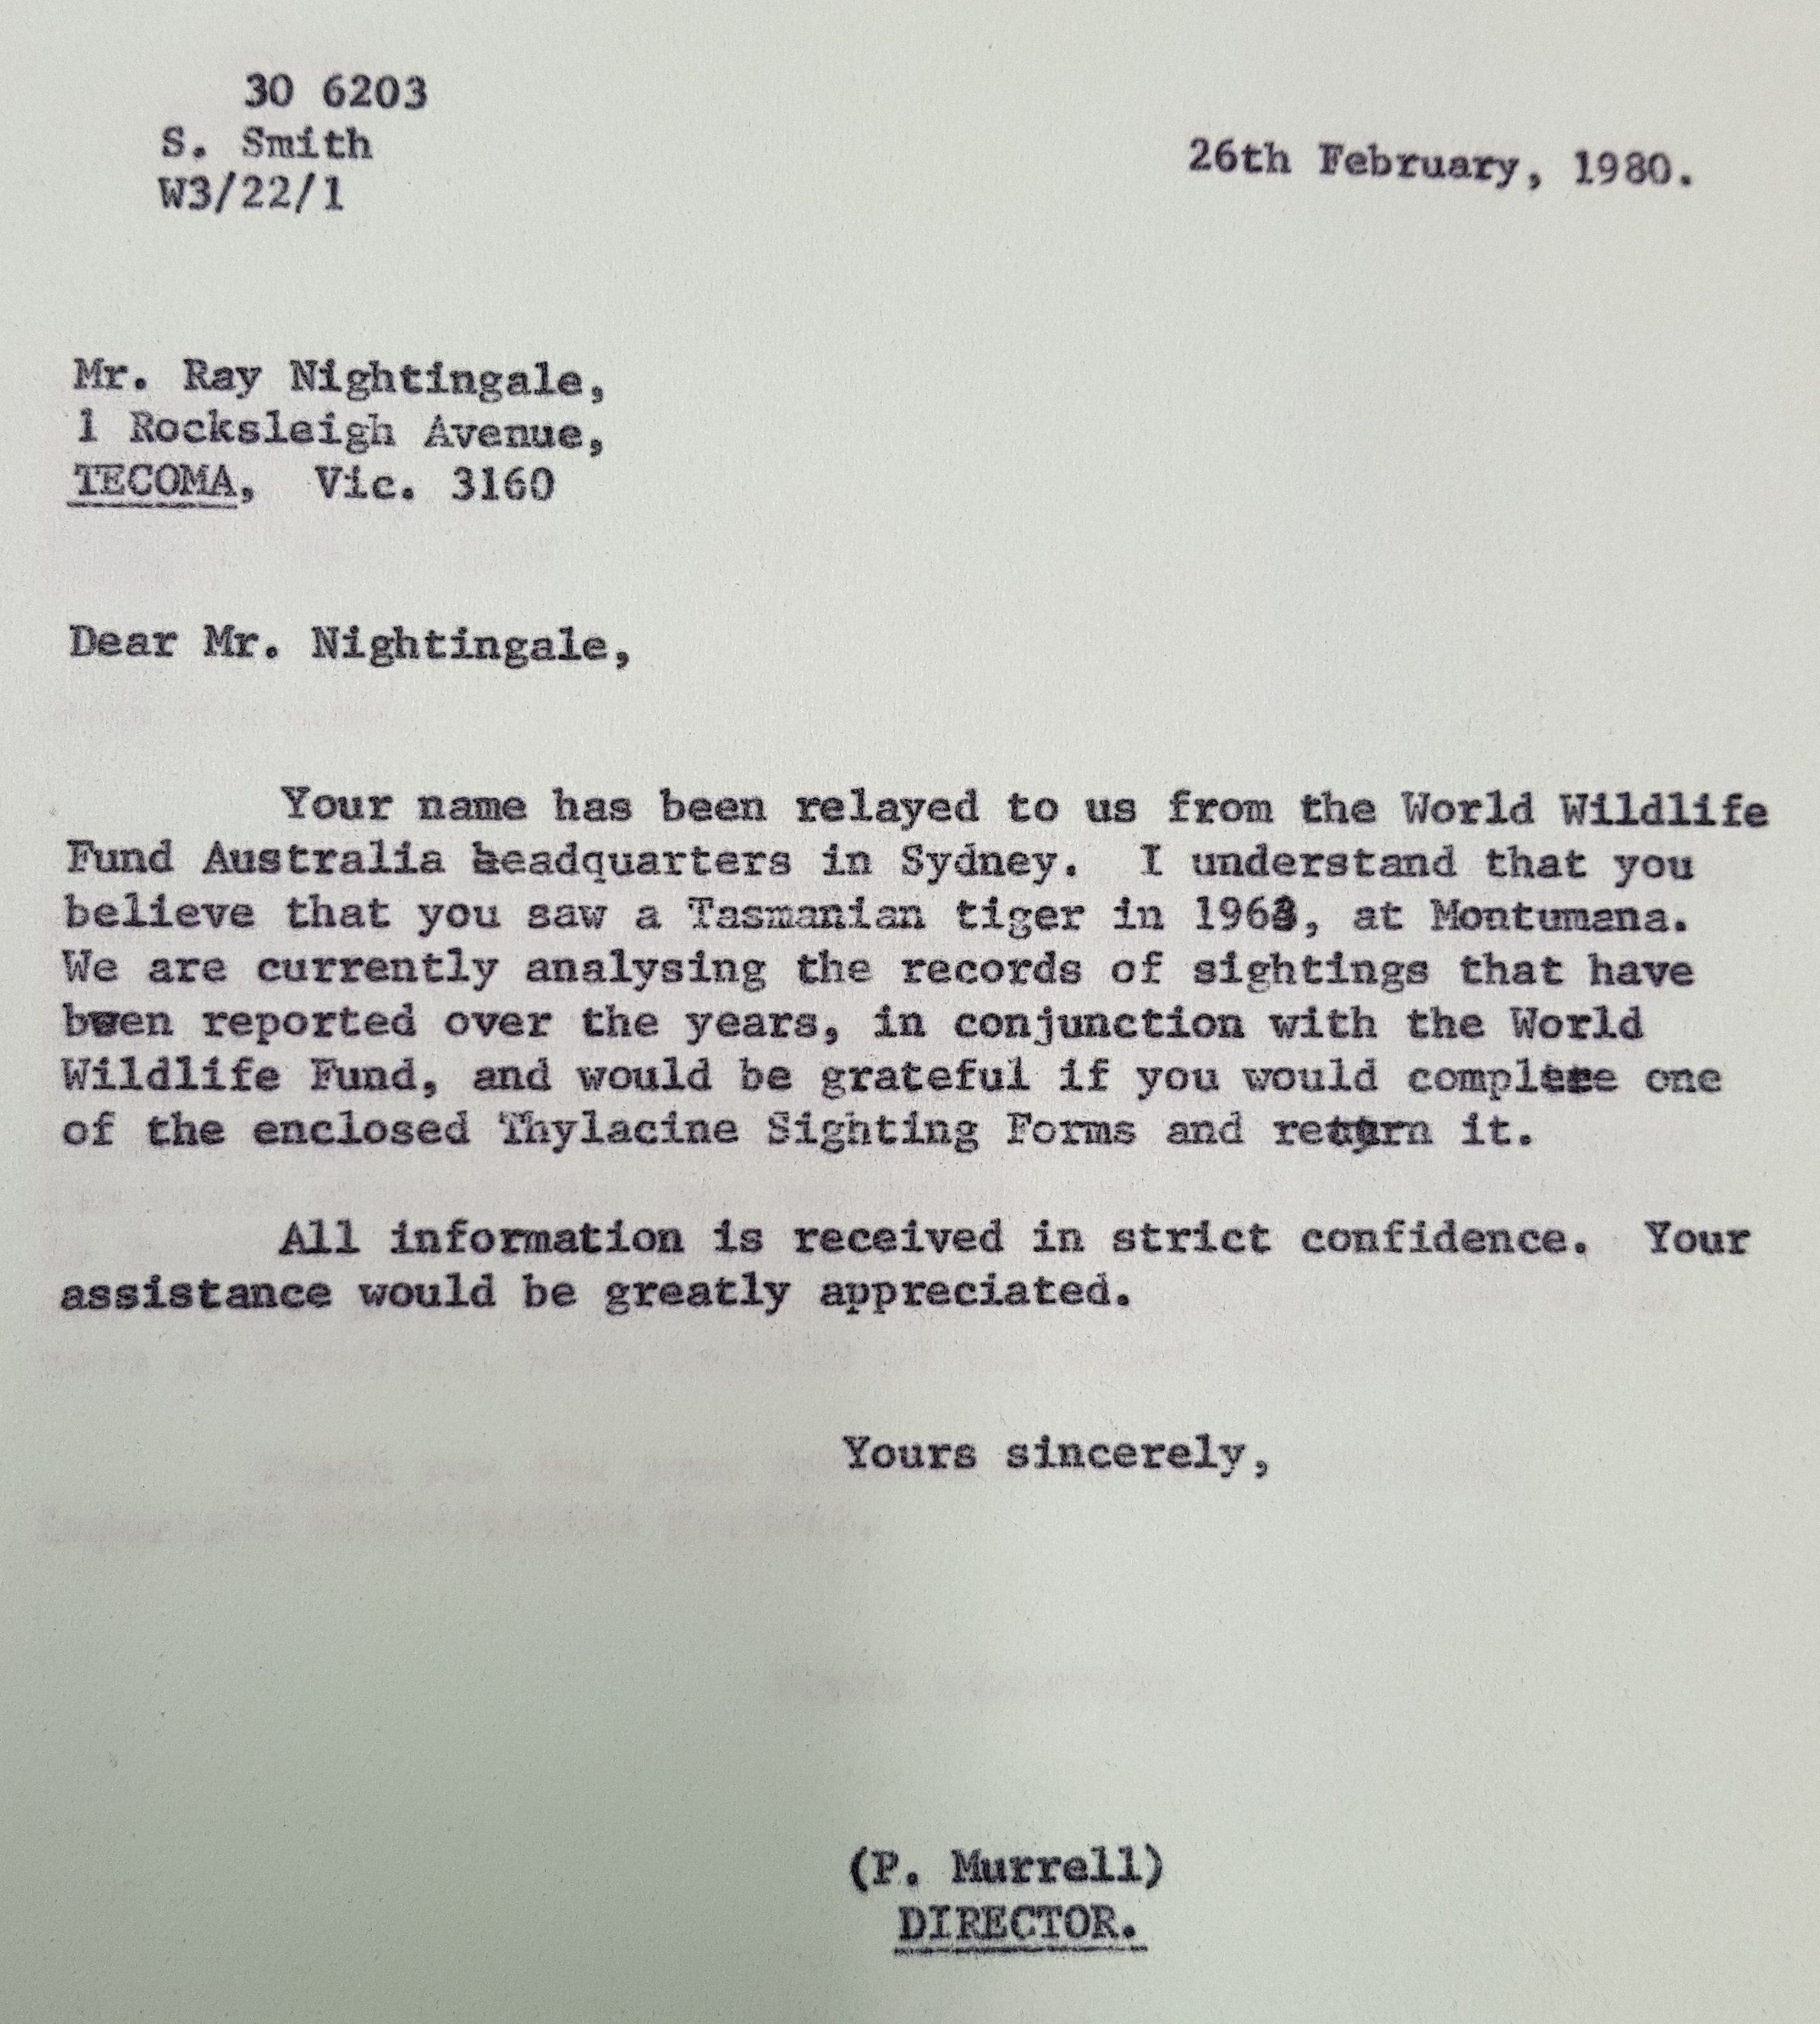 30 6203
S. Smith
W3/22/1
26th February, 1980.
Mr. Ray Nightingale,
1 Rocksleigh Avenue,
TECOMA, Vic. 3160
Dear Mr. Nightingale,
Your name has been relayed to us from the World Wildlife
Fund Australia headquarters in Sydney. I understand that you
believe that you saw a Tasmanian tiger in , at Montumana.
We are currently analysing the records of sightings that have
been reported over the years, in conjunction with the World
Wildlife Fund, and would be grateful if you would complete one
of the enclosed Thylacine Sighting Forms and return it.
All information is received in strict confidence. Your
assistance would be greatly appreciated.
Yours sincerely,
(P. Murrell)
DIRECTOR.